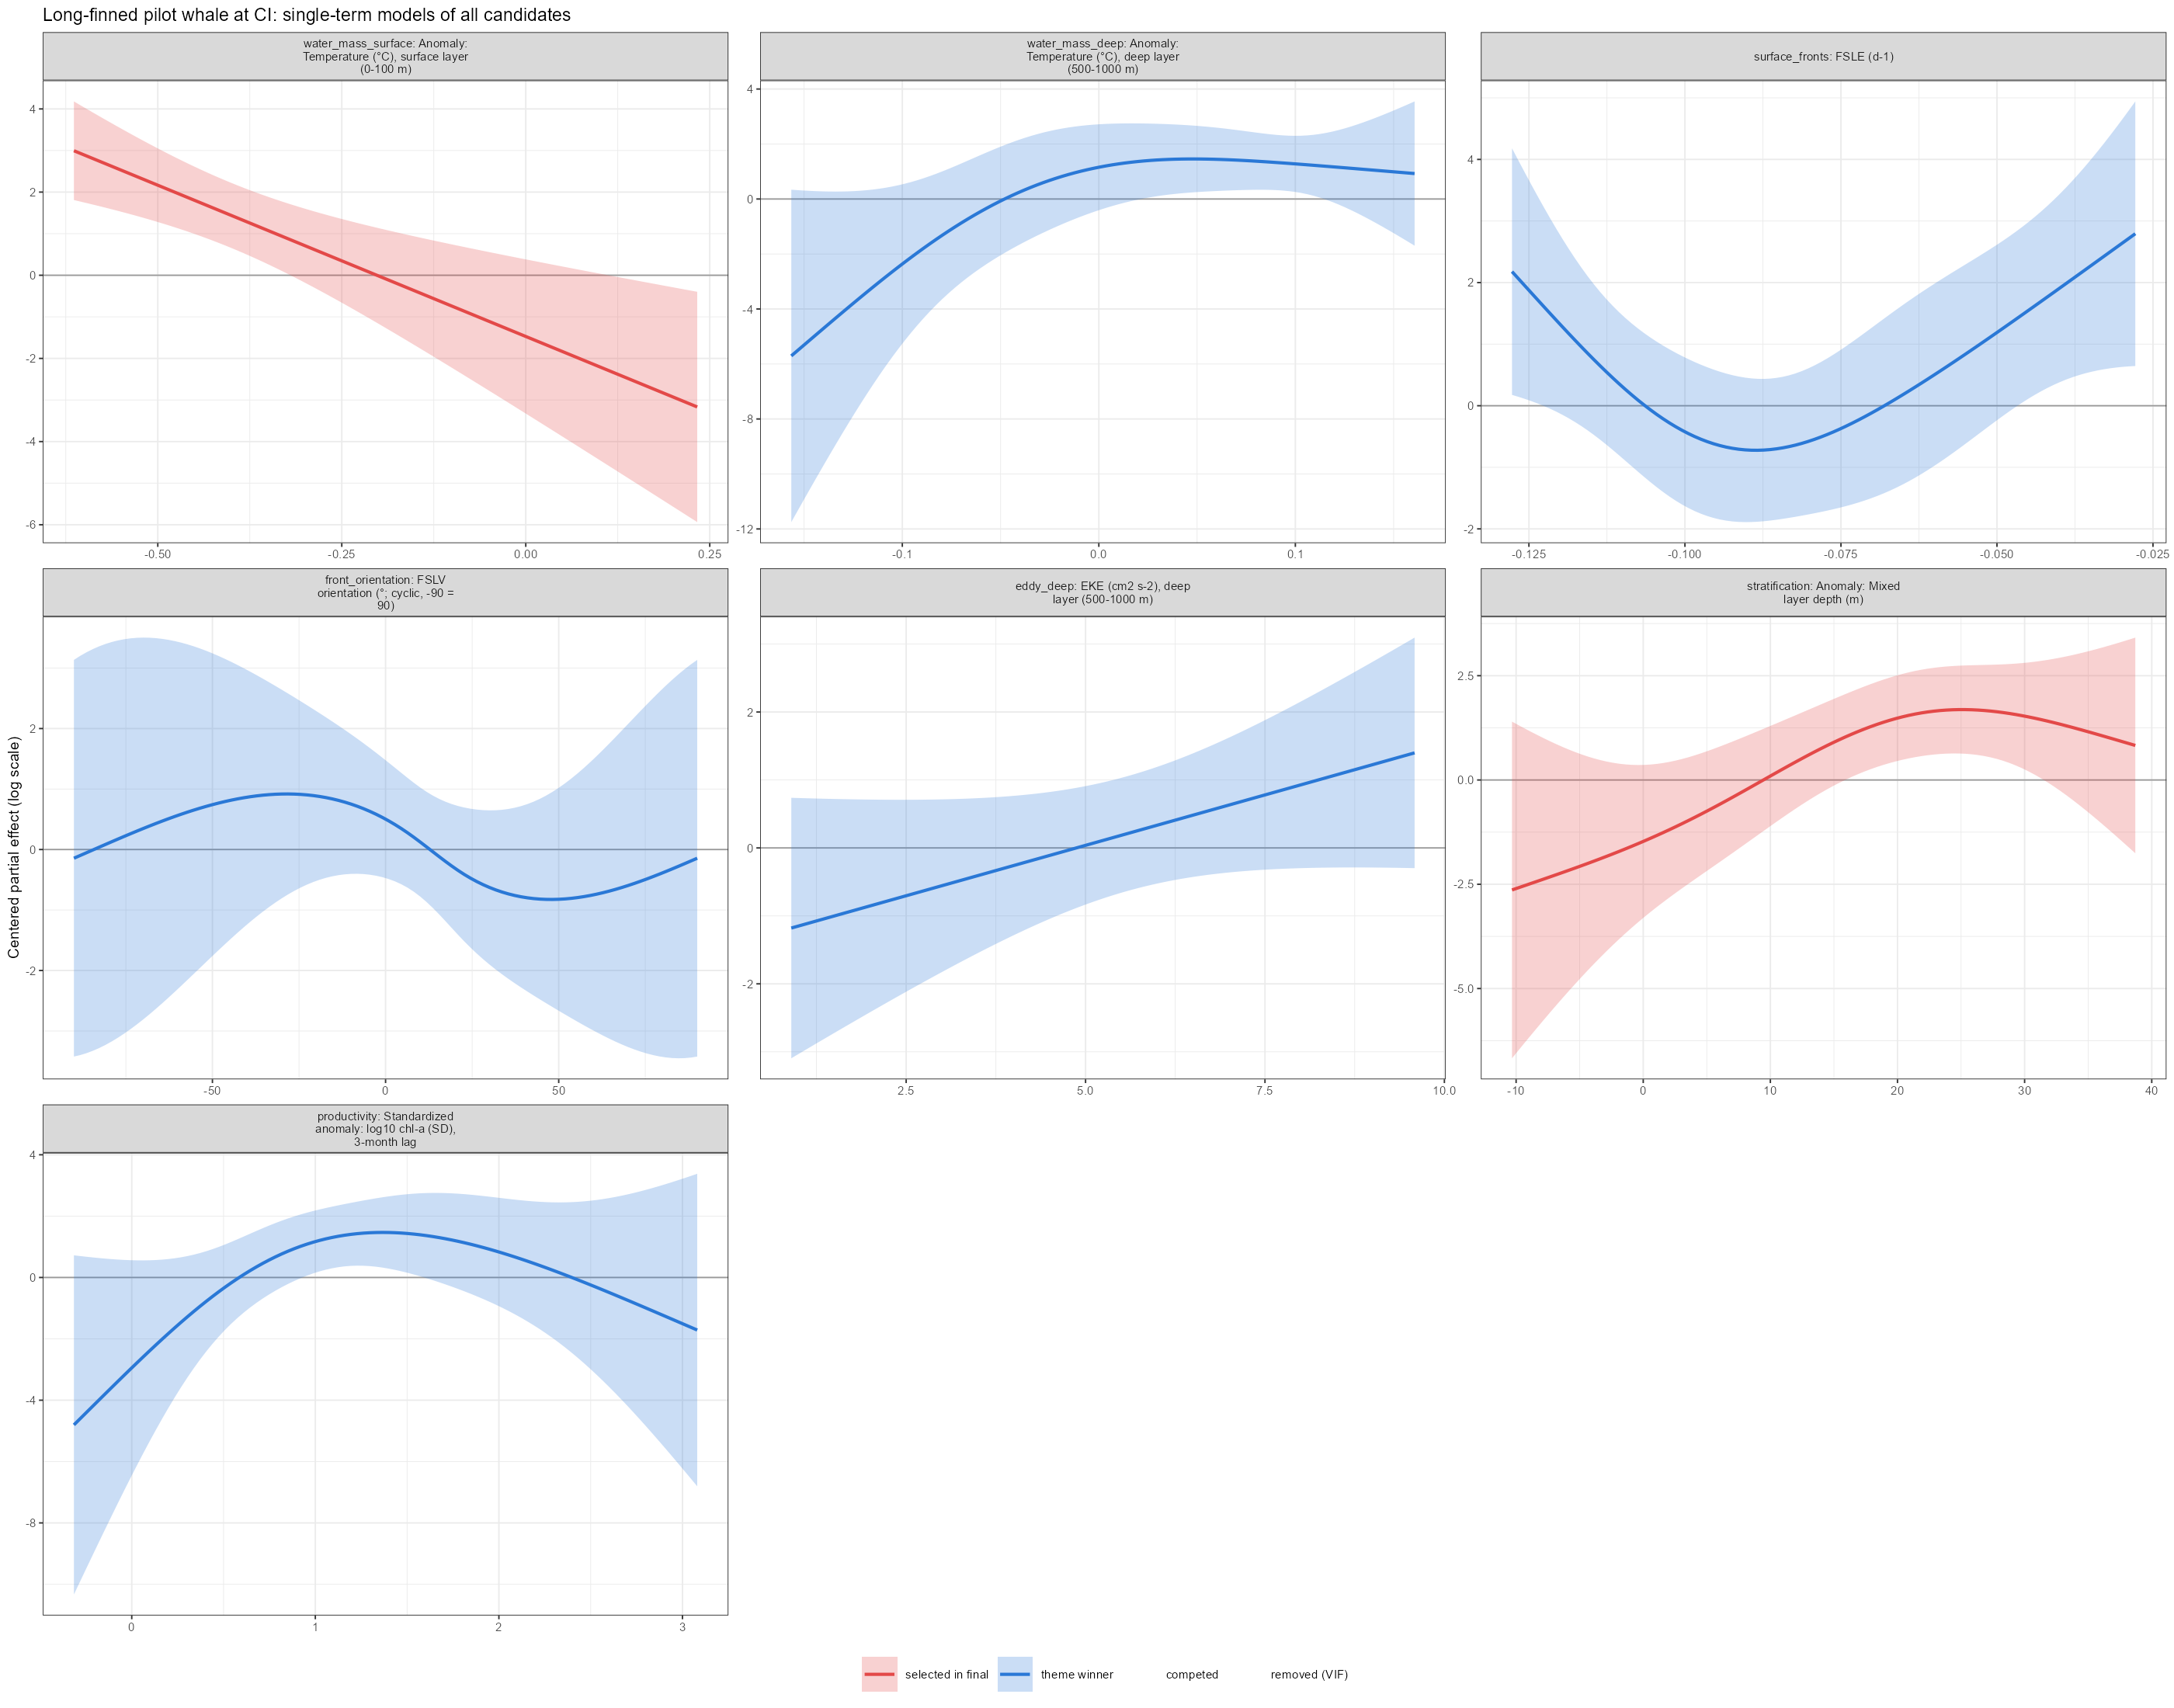 Long-finned pilot whale at CI: single-term models of all candidates
water_mass_surface: Anomaly:
Temperature (°C), surface layer
(0-100 m)
water_mass_deep: Anomaly:
Temperature (°C), deep layer
(500-1000 m)
surface_fronts: FSLE (d-1)
4
2
0
-2
-4
-6
-0.50
-0.25
0.00
0.25
4
0
-4
-8
-12
-0.1
0.0
0.1
4
2
0
-2
-0.125
-0.100
-0.075
-0.050
-0.025
front_orientation: FSLV
orientation (°; cyclic, -90 =
90)
eddy_deep: EKE (cm2 s-2), deep
layer (500-1000 m)
stratification: Anomaly: Mixed
layer depth (m)
Centered partial effect (log scale)
2
0
-2
-50
0
50
2
0
-2
2.5
5.0
7.5
10.0
2.5
0.0
-2.5
-5.0
-10
0
10
20
30
40
productivity: Standardized
anomaly: log10 chl-a (SD),
3-month lag
4
0
-4
-8
0
1
2
3
selected in final
theme winner
competed
removed (VIF)